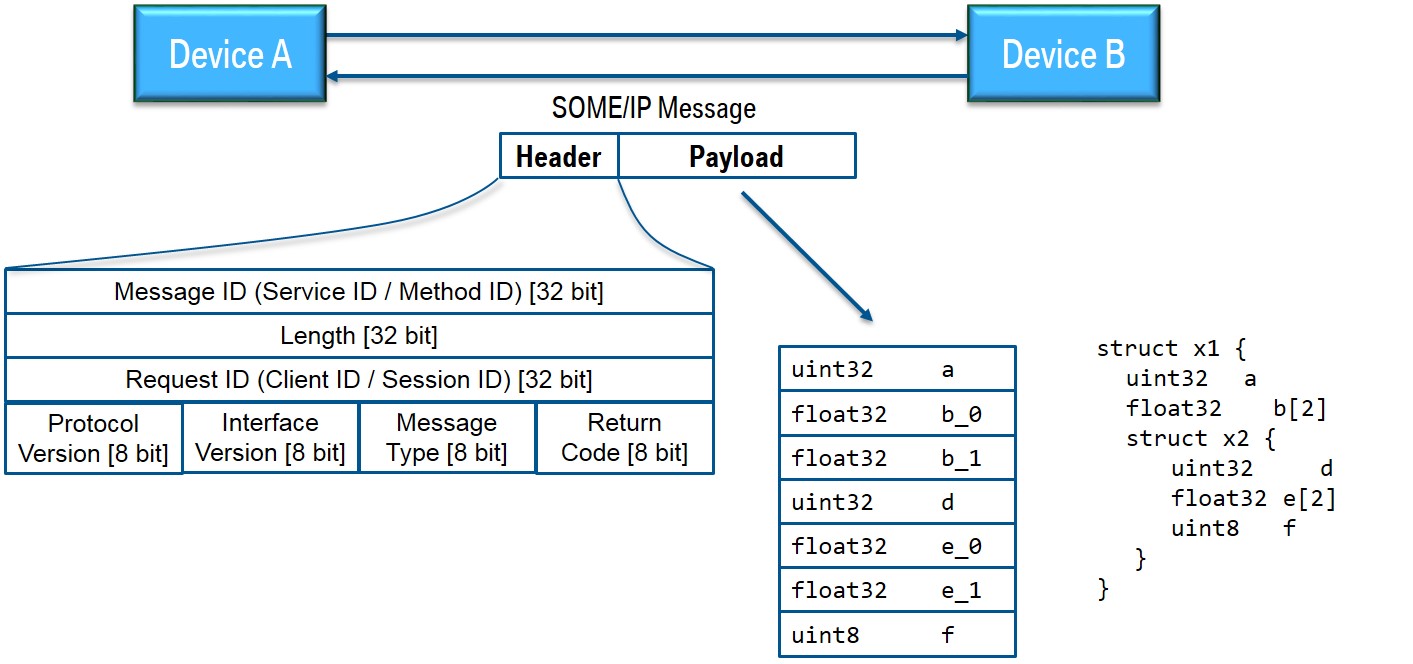 Device A
Device B
SOME/IP Message
Header Payload
Message ID (Service ID / Method ID) [32 bit]
Length [32 bit]
Request ID (Client ID / Session ID) [32 bit]
Protocol
Version [8 bit]
Interface
Version [8 bit]
Message
Type [8 bit]
Return
Code [8 bit]
uint32 a
float32 b_0
float32 b_1
uint32 d
float32 e_0
float32 e_1
uint8 f
struct x1 {
uint32 a
float32 b[2]
struct x2 {
uint32 d
float32 e[2]
uint8 f
}
}